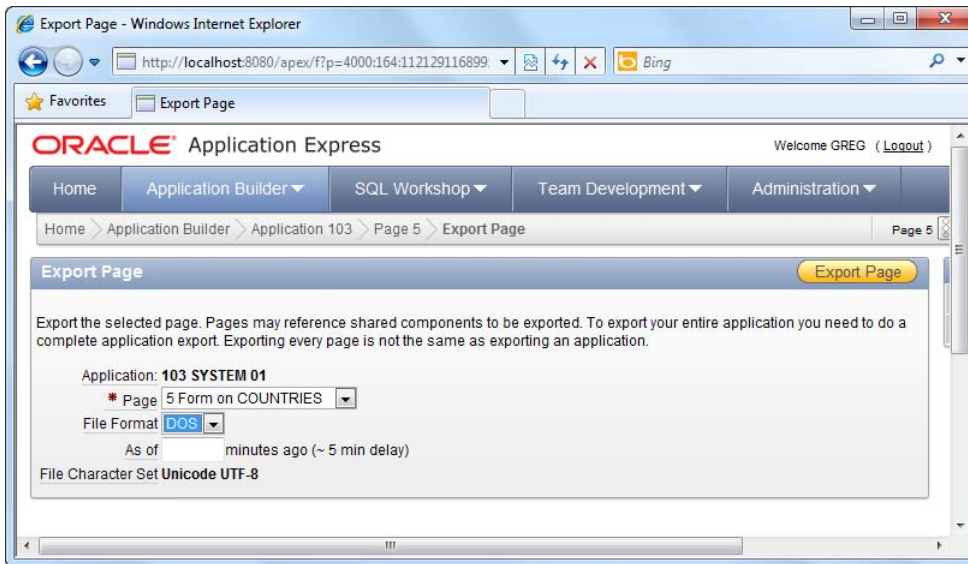 Export Page - Windows Internet Explorer
http://localhost:8080/apex/f?p=4000:164:112129116899
Bing
Favorites
Export Page
ORACLE Application Express
Welcome GREG ( Logout )
Home Application Builder SQL Workshop Team Development Administration
Home Application Builder Application 103 Page 5 Export Page
Page 5
Export Page
Export Page
Export the selected page. Pages may reference shared components to be exported. To export your entire application you need to do a
complete application export. Exporting every page is not the same as exporting an application.
Application: 103 SYSTEM 01
* Page 5 Form on COUNTRIES
File Format DOS
As of minutes ago (~ 5 min delay)
File Character Set Unicode UTF-8